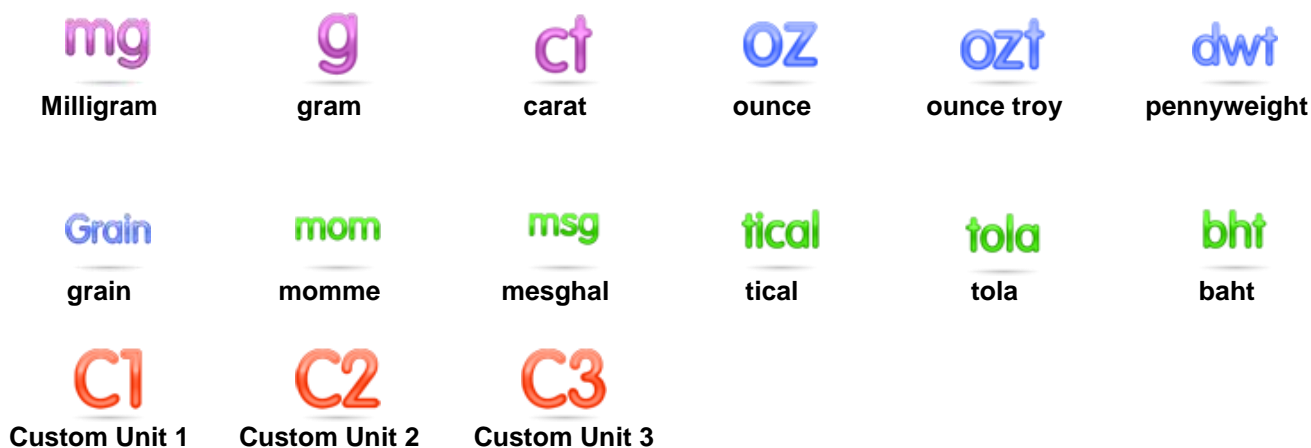 mg g ct oz ozt dwt
Milligram gram carat ounce ounce troy pennyweight
Grain mom msg tical tola bht
grain momme mesghal tical tola baht
C1 C2 C3
Custom Unit 1 Custom Unit 2 Custom Unit 3